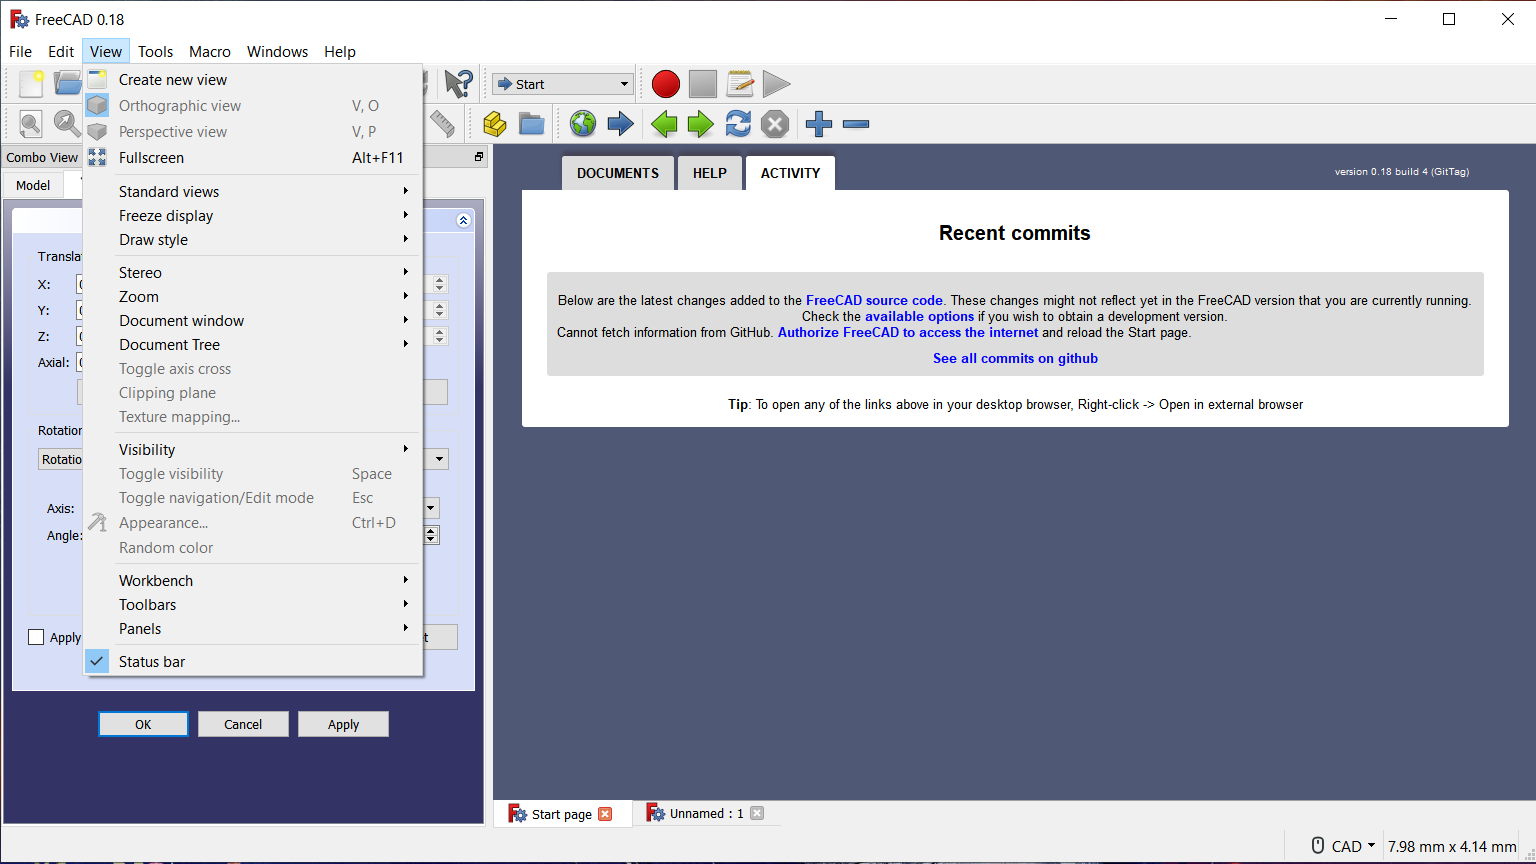 FreeCAD 0.18
File Edit View Tools Macro Windows Help
Create new view
Orthographic view V, O
Perspective view V, P
Fullscreen Alt+F11
Standard views
Freeze display
Draw style
Stereo
Zoom
Document window
Document Tree
Toggle axis cross
Clipping plane
Texture mapping...
Visibility
Toggle visibility Space
Toggle navigation/Edit mode Esc
Appearance... Ctrl+D
Random color
Workbench
Toolbars
Panels
Status bar
Start
Combo View
Model
X:
Y:
Z:
Axial:
Axis:
Angle:
Apply
OK Cancel Apply
DOCUMENTS HELP ACTIVITY
version 0.18 build 4 (GitTag)
Recent commits
Below are the latest changes added to the FreeCAD source code. These changes might not reflect yet in the FreeCAD version that you are currently running.
Check the available options if you wish to obtain a development version.
Cannot fetch information from GitHub. Authorize FreeCAD to access the internet and reload the Start page.
See all commits on github
Tip: To open any of the links above in your desktop browser, Right-click -> Open in external browser
Start page Unnamed : 1
CAD 7.98 mm x 4.14 mm